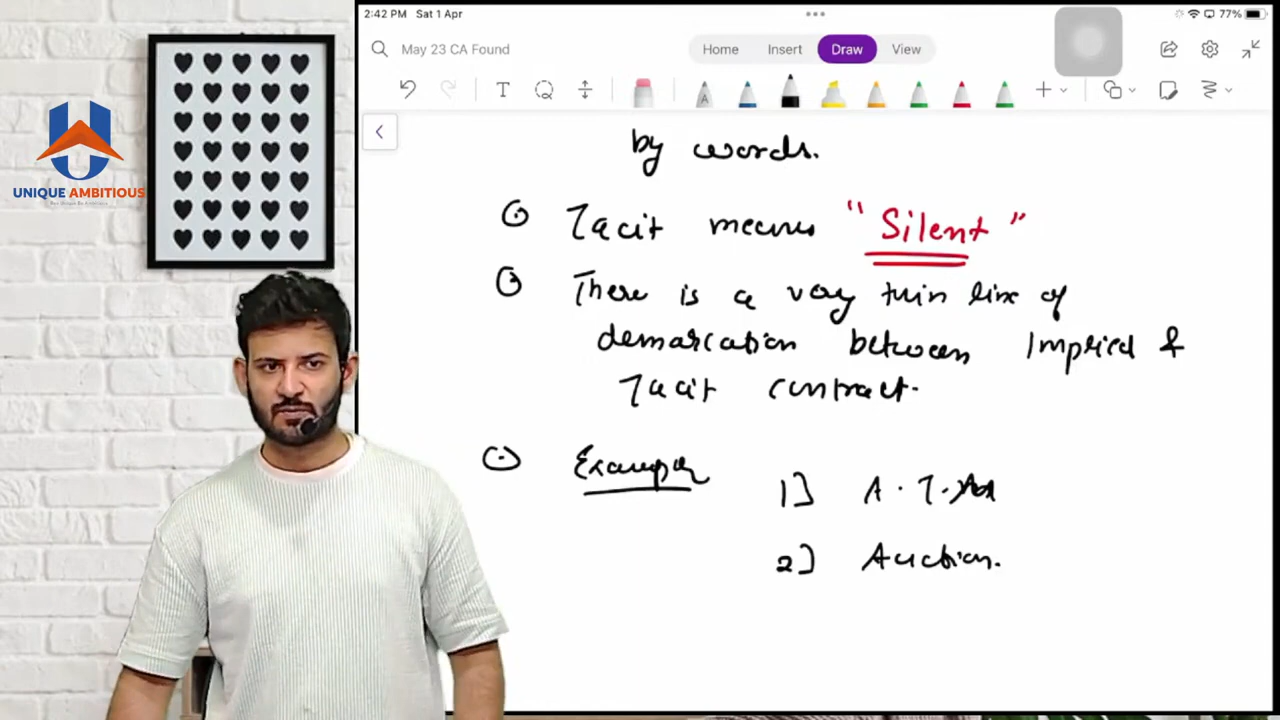 2:42 PM Sat 1 Apr
77%
May 23 CA Found
Home Insert Draw View
UNIQUE AMBITIOUS
by words.
Tacit means "Silent"
There is a very thin line of
demarcation between Implied &
Tacit contract.
Example
1] A.T.M
2] Auction.